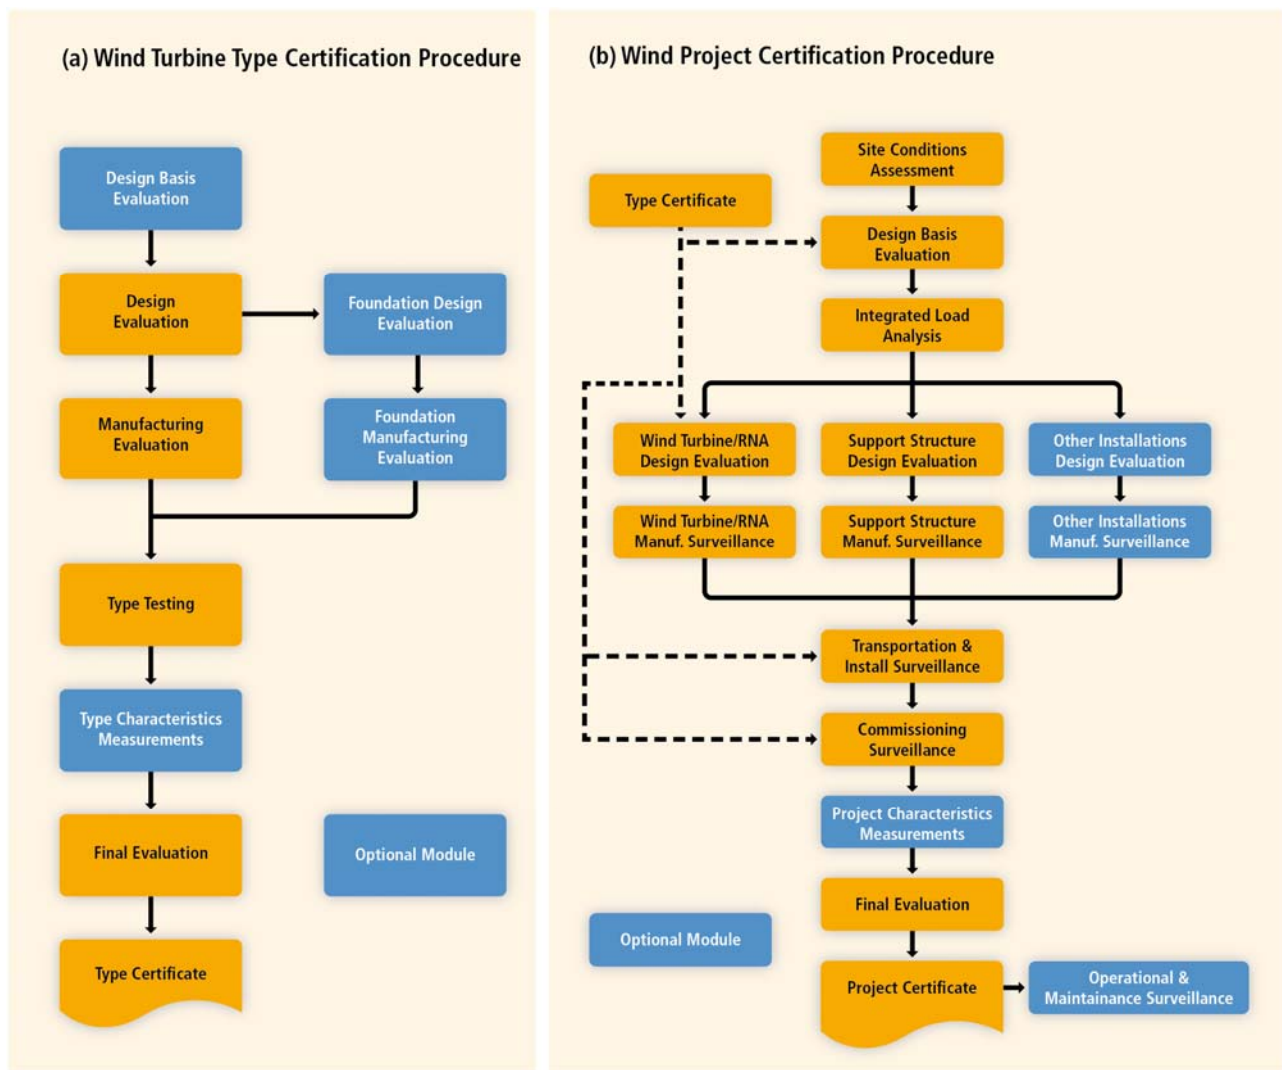 (a) Wind Turbine Type Certification Procedure
Design Basis
Evaluation
Design
Evaluation
Foundation Design
Evaluation
Manufacturing
Evaluation
Foundation
Manufacturing
Evaluation
Type Testing
Type Characteristics
Measurements
Final Evaluation
Optional Module
Type Certificate
(b) Wind Project Certification Procedure
Site Conditions
Assessment
Type Certificate
Design Basis
Evaluation
Integrated Load
Analysis
Wind Turbine/RNA
Design Evaluation
Support Structure
Design Evaluation
Other Installations
Design Evaluation
Wind Turbine/RNA
Manuf. Surveillance
Support Structure
Manuf. Surveillance
Other Installations
Manuf. Surveillance
Transportation &
Install Surveillance
Commissioning
Surveillance
Project Characteristics
Measurements
Final Evaluation
Optional Module
Project Certificate
Operational &
Maintainance Surveillance